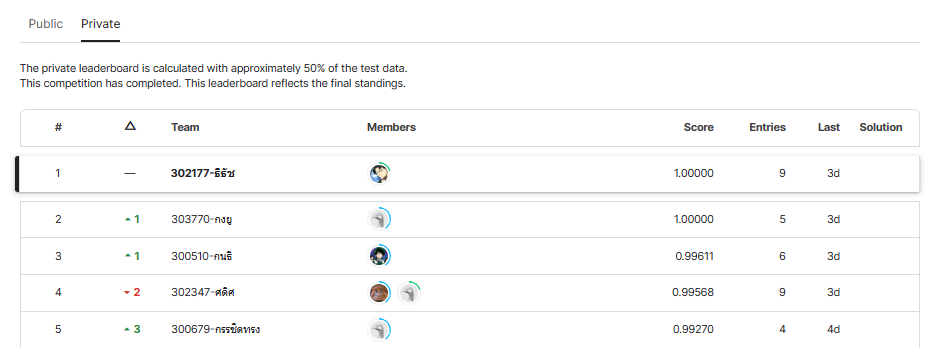 Public Private
The private leaderboard is calculated with approximately 50% of the test data.
This competition has completed. This leaderboard reflects the final standings.
# △ Team Members Score Entries Last Solution
1 — 302177-ธีธัช 1.00000 9 3d
2 1 303770-กงยู 1.00000 5 3d
3 1 300510-กนธี 0.99611 6 3d
4 2 302347-ศดิศ 0.99568 9 3d
5 3 300679-กรรชิดทรง 0.99270 4 4d